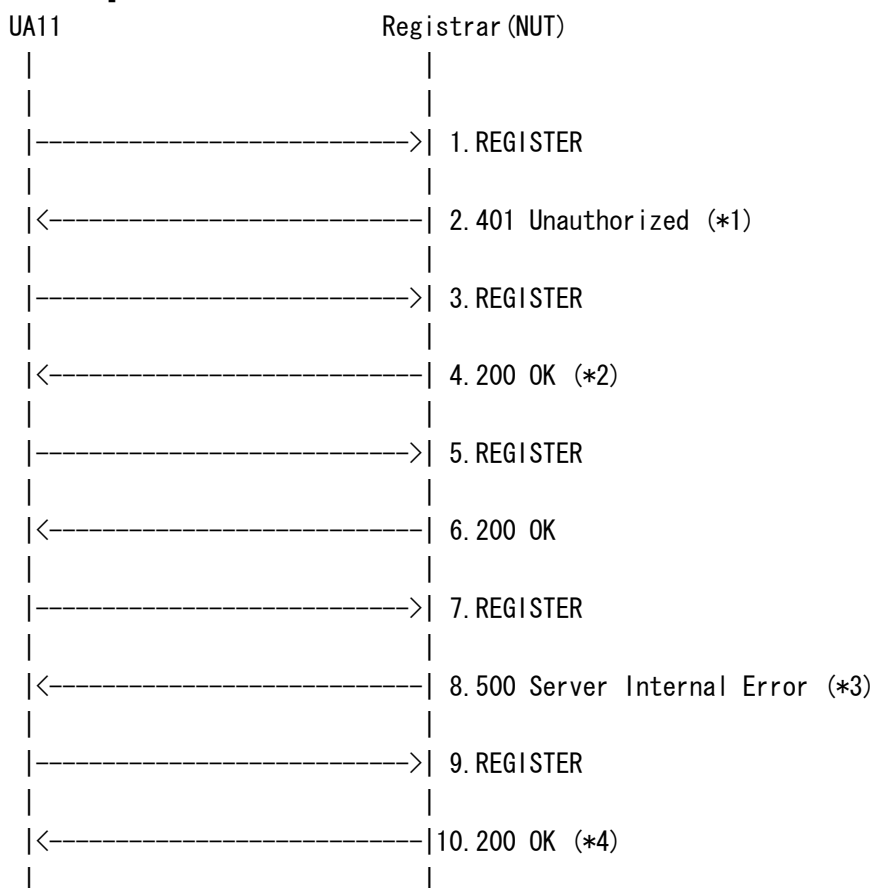 UA11 Registrar(NUT)
| |
| |
|---------------------------->| 1.REGISTER
| |
|<----------------------------| 2.401 Unauthorized (*1)
| |
|---------------------------->| 3.REGISTER
| |
|<----------------------------| 4.200 OK (*2)
| |
|---------------------------->| 5.REGISTER
| |
|<----------------------------| 6.200 OK
| |
|---------------------------->| 7.REGISTER
| |
|<----------------------------| 8.500 Server Internal Error (*3)
| |
|---------------------------->| 9.REGISTER
| |
|<----------------------------|10.200 OK (*4)
| |